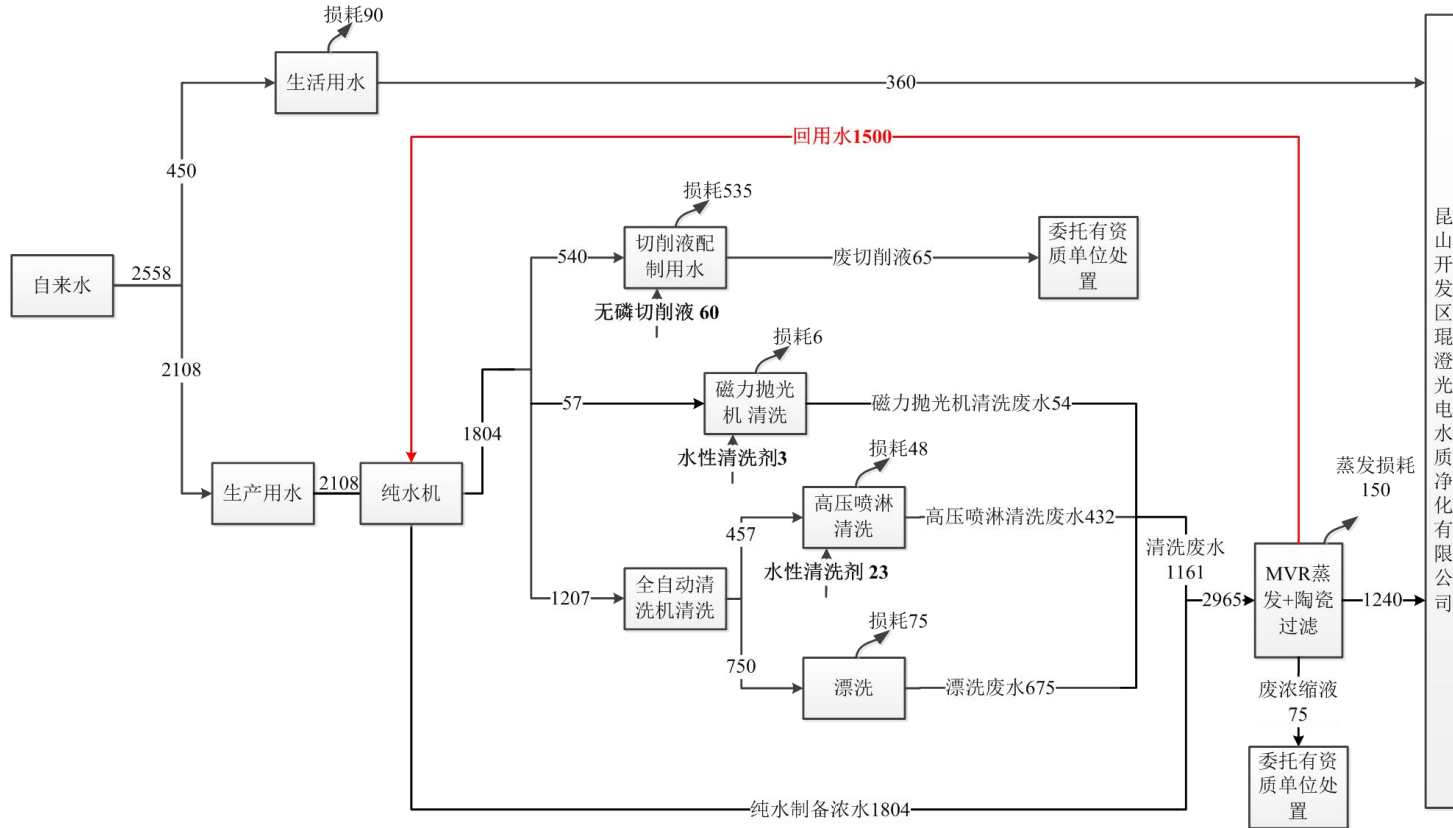 损耗90
生活用水
360
450
回用水1500
自来水
2558
2108
生产用水
2108
纯水机
1804
540
损耗535
切削液配
制用水
无磷切削液 60
废切削液65
委托有资
质单位处
置
57
损耗6
磁力抛光
机 清洗
水性清洗剂3
磁力抛光机清洗废水54
1207
全自动清
洗机清洗
457
损耗48
高压喷淋
清洗
水性清洗剂 23
高压喷淋清洗废水432
750
损耗75
漂洗
漂洗废水675
清洗废水
1161
2965
纯水制备浓水1804
蒸发损耗
150
MVR蒸
发+陶瓷
过滤
1240
废浓缩液
75
委托有资
质单位处
置
昆山开发区琨澄光电水质净化有限公司